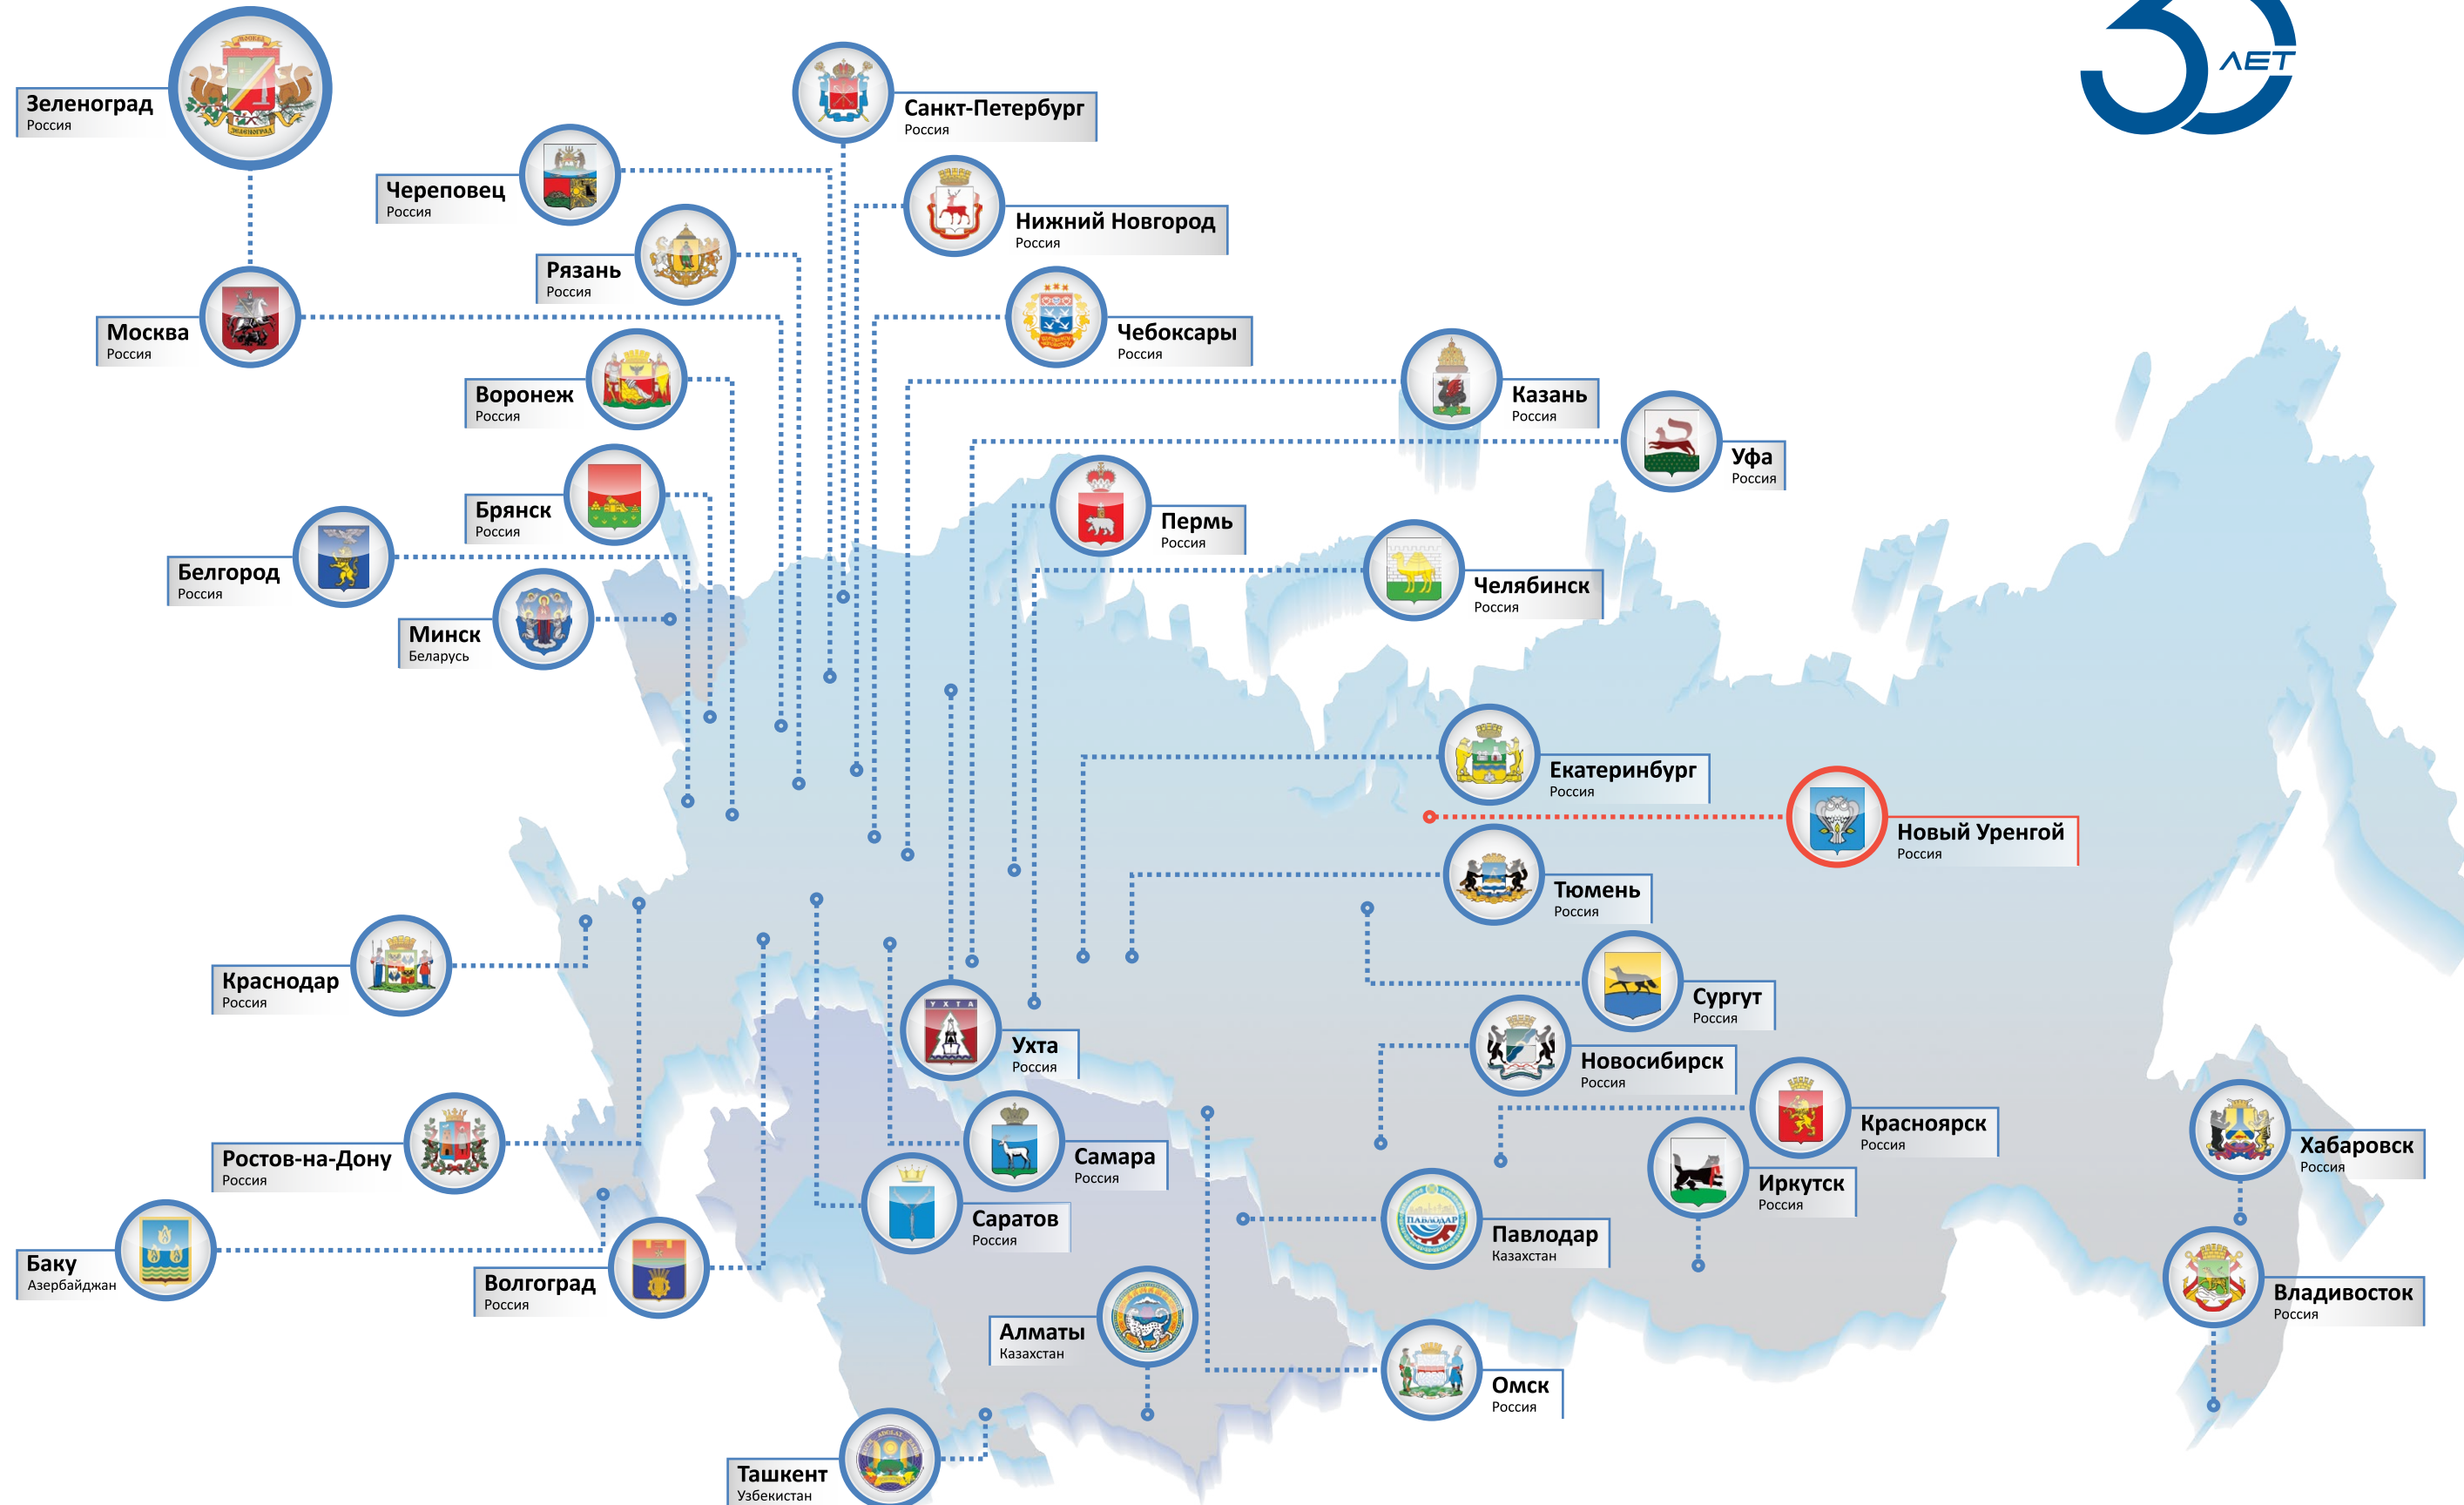 30 ЛЕТ
МОСКВА
ЗЕЛЕНОГРАД
Зеленоград
Россия
Санкт-Петербург
Россия
Череповец
Россия
Нижний Новгород
Россия
Рязань
Россия
Москва
Россия
Чебоксары
Россия
Воронеж
Россия
Казань
Россия
Уфа
Россия
Брянск
Россия
Пермь
Россия
Белгород
Россия
Челябинск
Россия
Минск
Беларусь
Екатеринбург
Россия
Новый Уренгой
Россия
Тюмень
Россия
Краснодар
Россия
Сургут
Россия
УХТА
Ухта
Россия
Новосибирск
Россия
Красноярск
Россия
Хабаровск
Россия
Ростов-на-Дону
Россия
Самара
Россия
Иркутск
Россия
Саратов
Россия
ПАВЛОДАР
Павлодар
Казахстан
Баку
Азербайджан
Волгоград
Россия
Владивосток
Россия
Алматы
Казахстан
Омск
Россия
Ташкент
Узбекистан